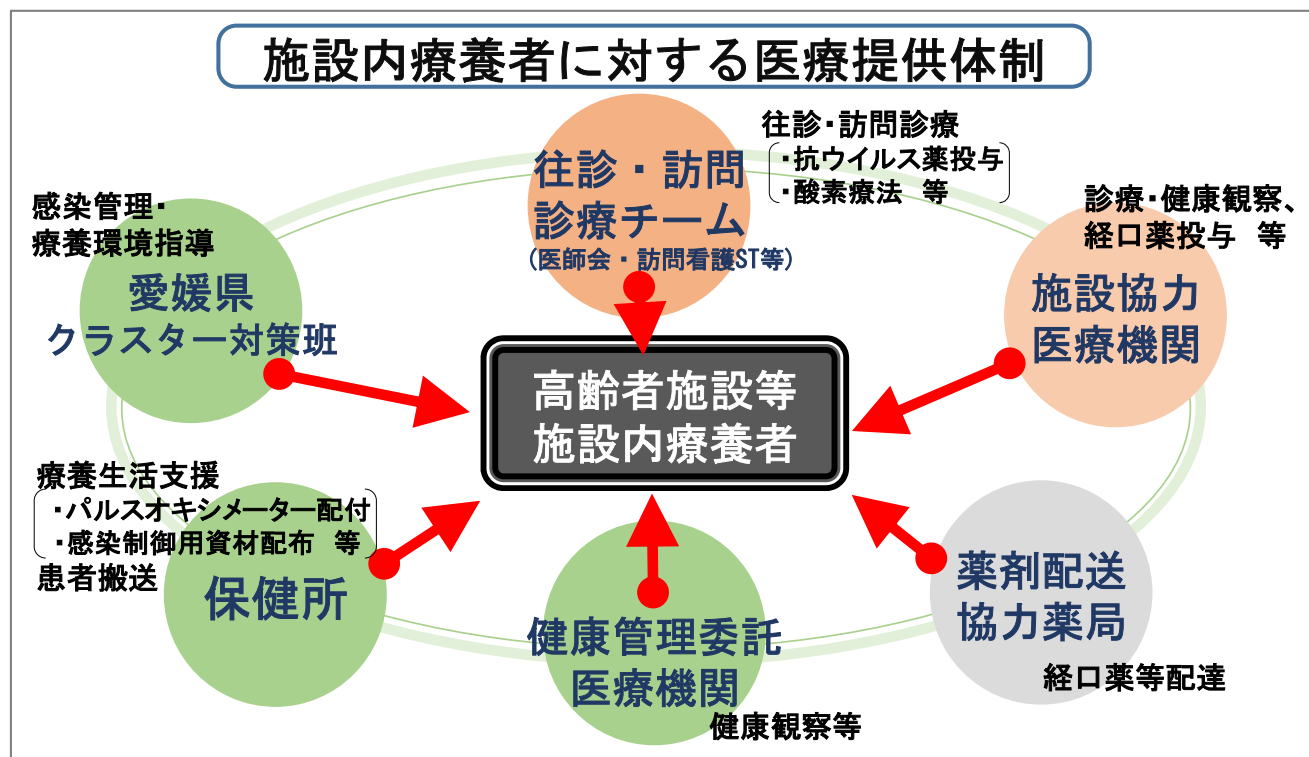 施設内療養者に対する医療提供体制
往診・訪問
診療チーム
(医師会・訪問看護ST等)
往診・訪問診療
・抗ウイルス薬投与
・酸素療法 等
感染管理・
療養環境指導
愛媛県
クラスター対策班
診療・健康観察、
経口薬投与 等
施設協力
医療機関
高齢者施設等
施設内療養者
療養生活支援
・パルスオキシメーター配付
・感染制御用資材配布 等
患者搬送
保健所
健康管理委託
医療機関
健康観察等
薬剤配送
協力薬局
経口薬等配達